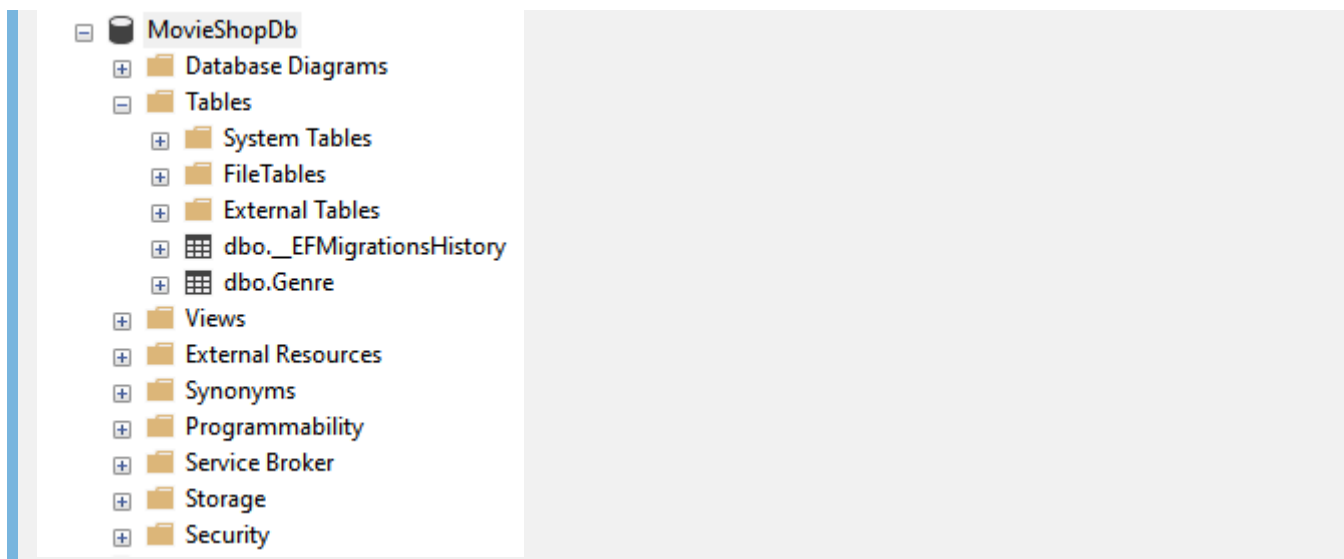 MovieShopDb
Database Diagrams
Tables
System Tables
FileTables
External Tables
dbo.__EFMigrationsHistory
dbo.Genre
Views
External Resources
Synonyms
Programmability
Service Broker
Storage
Security